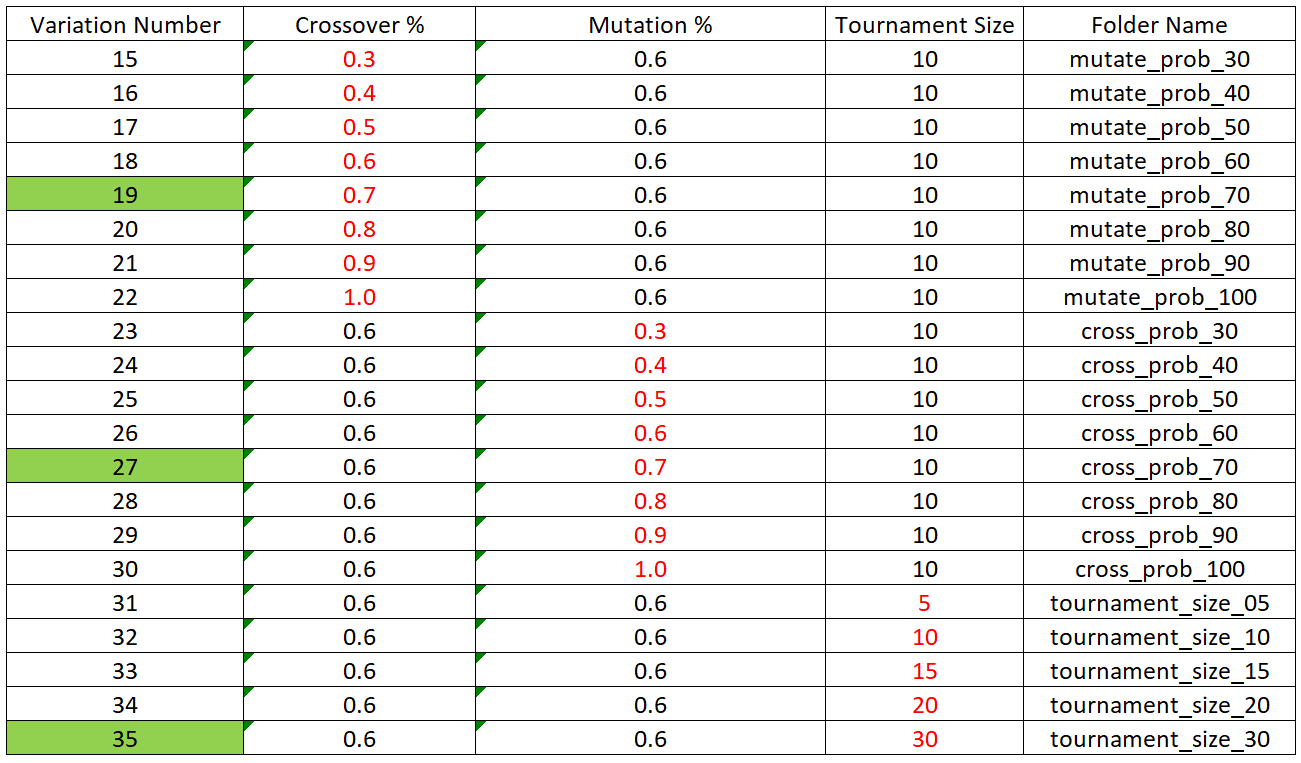 Variation Number Crossover % Mutation % Tournament Size Folder Name
15 0.3 0.6 10 mutate_prob_30
16 0.4 0.6 10 mutate_prob_40
17 0.5 0.6 10 mutate_prob_50
18 0.6 0.6 10 mutate_prob_60
19 0.7 0.6 10 mutate_prob_70
20 0.8 0.6 10 mutate_prob_80
21 0.9 0.6 10 mutate_prob_90
22 1.0 0.6 10 mutate_prob_100
23 0.6 0.3 10 cross_prob_30
24 0.6 0.4 10 cross_prob_40
25 0.6 0.5 10 cross_prob_50
26 0.6 0.6 10 cross_prob_60
27 0.6 0.7 10 cross_prob_70
28 0.6 0.8 10 cross_prob_80
29 0.6 0.9 10 cross_prob_90
30 0.6 1.0 10 cross_prob_100
31 0.6 0.6 5 tournament_size_05
32 0.6 0.6 10 tournament_size_10
33 0.6 0.6 15 tournament_size_15
34 0.6 0.6 20 tournament_size_20
35 0.6 0.6 30 tournament_size_30